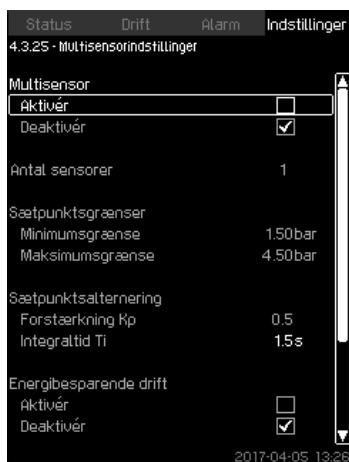 Status Drift Alarm Indstillinger
4.3.25 - Multisensorindstillinger
Multisensor
Aktivér
Deaktivér
Antal sensorer 1
Sætpunktsgrænser
Minimumsgrænse 1.50bar
Maksimumsgrænse 4.50bar
Sætpunktsalternering
Forstærkning Kp 0.5
Integraltid Ti 1.5s
Energibesparende drift
Aktivér
Deaktivér
2017-04-05 13:26